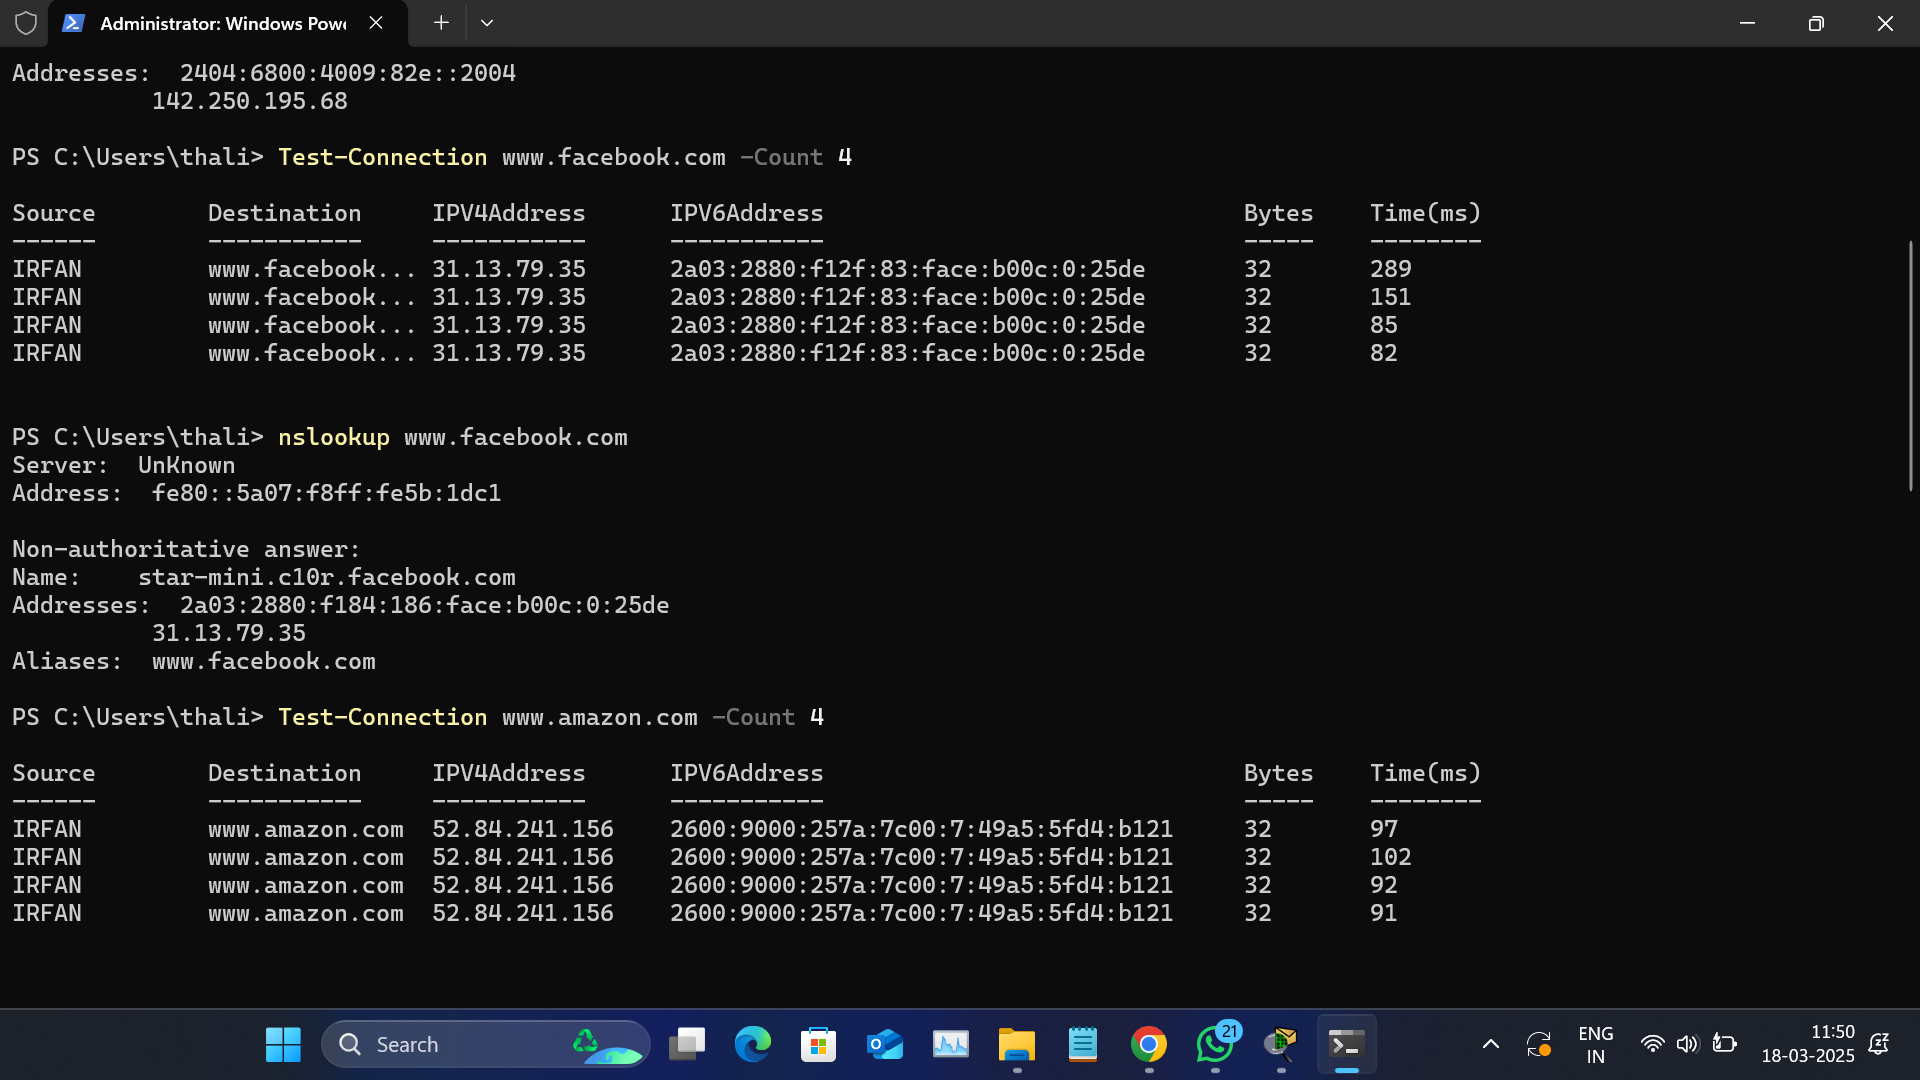 Administrator: Windows Pow
Addresses:  2404:6800:4009:82e::2004
          142.250.195.68
PS C:\Users\thali> Test-Connection www.facebook.com -Count 4
Source        Destination     IPV4Address      IPV6Address                              Bytes    Time(ms)
------        -----------     -----------      -----------                              -----    --------
IRFAN         www.facebook... 31.13.79.35      2a03:2880:f12f:83:face:b00c:0:25de       32       289
IRFAN         www.facebook... 31.13.79.35      2a03:2880:f12f:83:face:b00c:0:25de       32       151
IRFAN         www.facebook... 31.13.79.35      2a03:2880:f12f:83:face:b00c:0:25de       32       85
IRFAN         www.facebook... 31.13.79.35      2a03:2880:f12f:83:face:b00c:0:25de       32       82
PS C:\Users\thali> nslookup www.facebook.com
Server:  UnKnown
Address:  fe80::5a07:f8ff:fe5b:1dc1
Non-authoritative answer:
Name:    star-mini.c10r.facebook.com
Addresses:  2a03:2880:f184:186:face:b00c:0:25de
          31.13.79.35
Aliases:  www.facebook.com
PS C:\Users\thali> Test-Connection www.amazon.com -Count 4
Source        Destination     IPV4Address      IPV6Address                              Bytes    Time(ms)
------        -----------     -----------      -----------                              -----    --------
IRFAN         www.amazon.com  52.84.241.156    2600:9000:257a:7c00:7:49a5:5fd4:b121     32       97
IRFAN         www.amazon.com  52.84.241.156    2600:9000:257a:7c00:7:49a5:5fd4:b121     32       102
IRFAN         www.amazon.com  52.84.241.156    2600:9000:257a:7c00:7:49a5:5fd4:b121     32       92
IRFAN         www.amazon.com  52.84.241.156    2600:9000:257a:7c00:7:49a5:5fd4:b121     32       91
Search
21
ENG
IN
11:50
18-03-2025